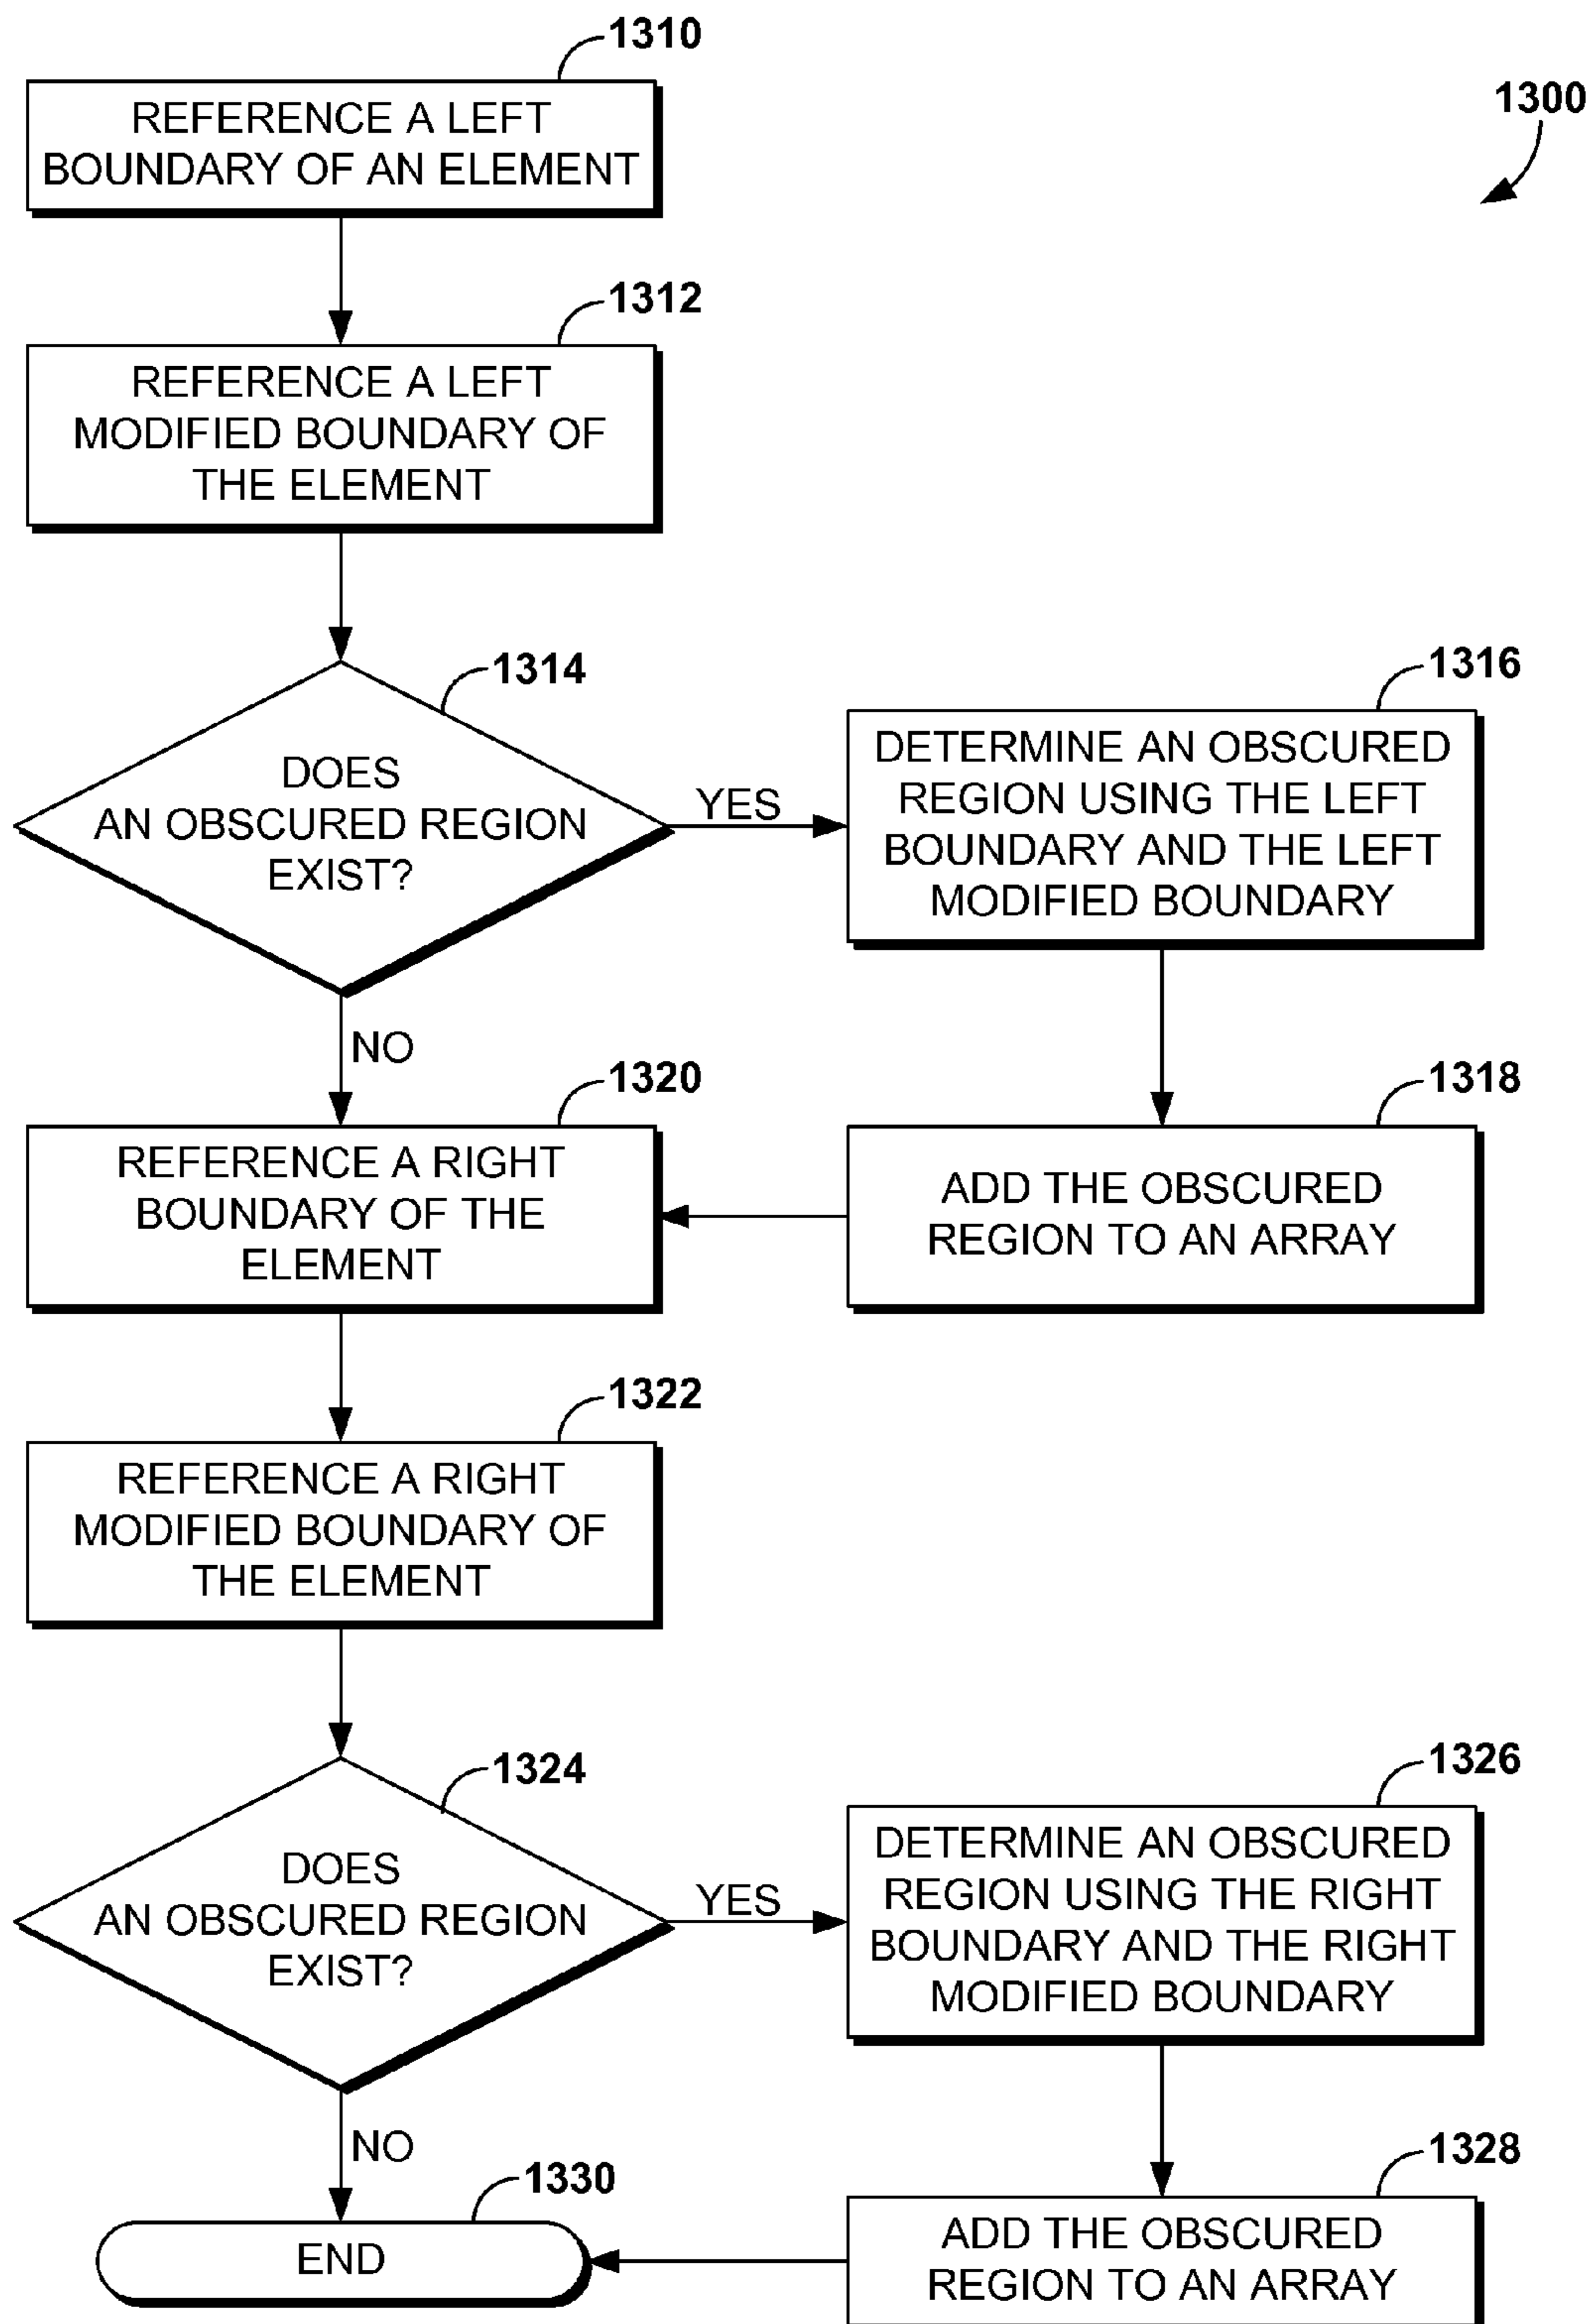 1310
1300
REFERENCE A LEFT
BOUNDARY OF AN ELEMENT
1312
REFERENCE A LEFT
MODIFIED BOUNDARY OF
THE ELEMENT
1314
DOES
AN OBSCURED REGION
EXIST?
YES
NO
1316
DETERMINE AN OBSCURED
REGION USING THE LEFT
BOUNDARY AND THE LEFT
MODIFIED BOUNDARY
1318
ADD THE OBSCURED
REGION TO AN ARRAY
1320
REFERENCE A RIGHT
BOUNDARY OF THE
ELEMENT
1322
REFERENCE A RIGHT
MODIFIED BOUNDARY OF
THE ELEMENT
1324
DOES
AN OBSCURED REGION
EXIST?
YES
NO
1326
DETERMINE AN OBSCURED
REGION USING THE RIGHT
BOUNDARY AND THE RIGHT
MODIFIED BOUNDARY
1328
ADD THE OBSCURED
REGION TO AN ARRAY
1330
END